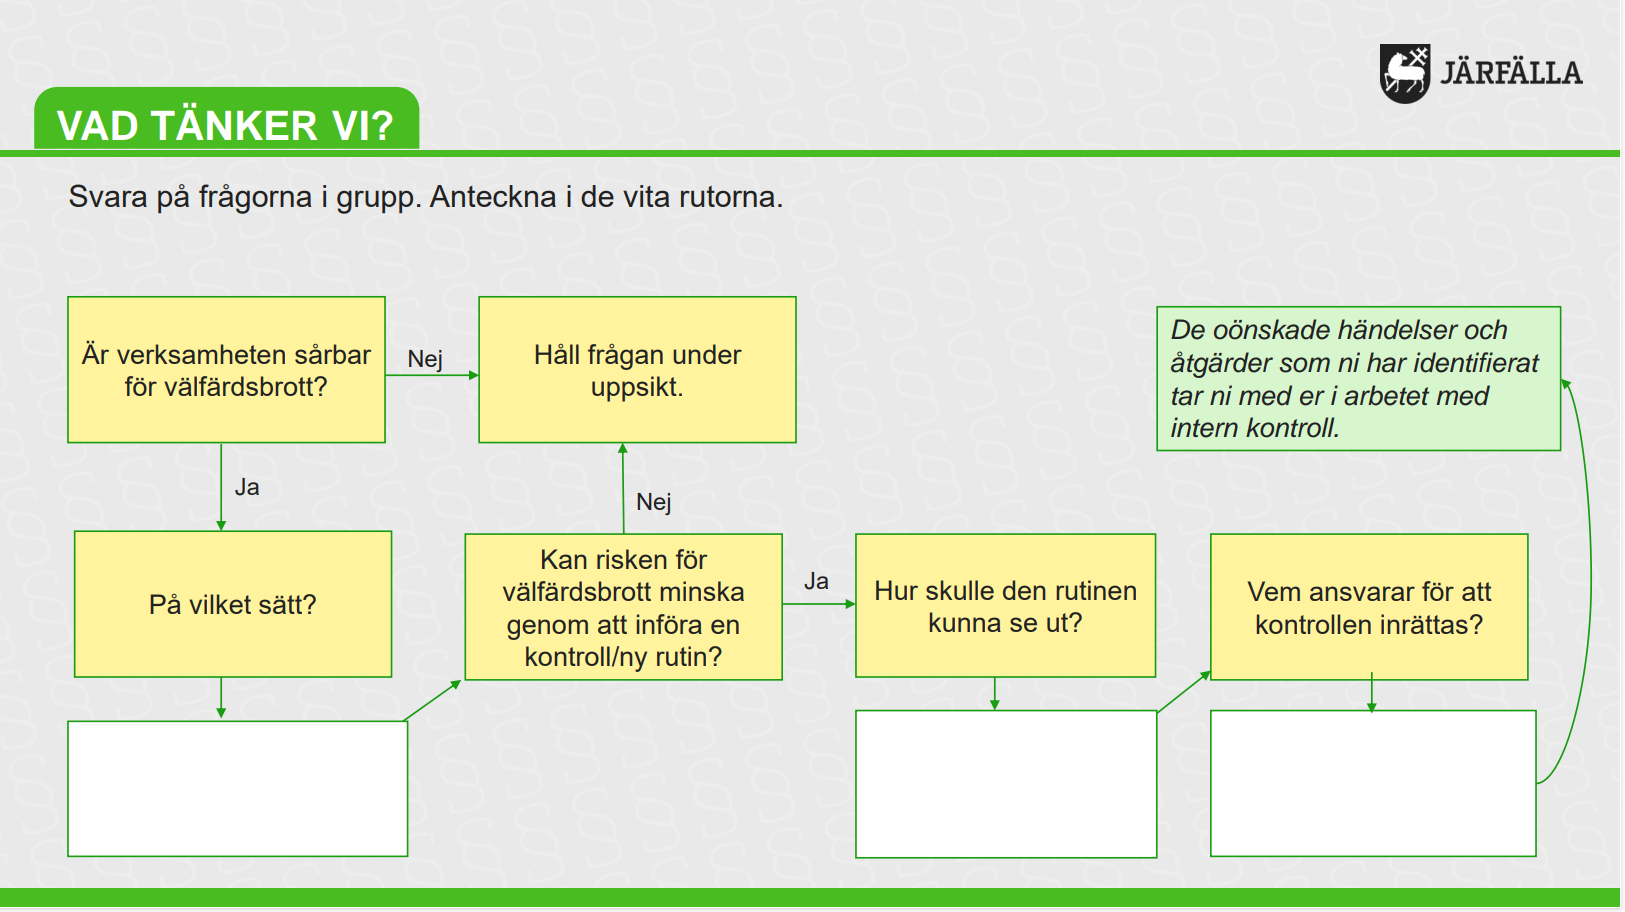 JÄRFÄLLA
VAD TÄNKER VI?
Svara på frågorna i grupp. Anteckna i de vita rutorna.
Är verksamheten sårbar
för välfärdsbrott?
Nej
Håll frågan under
uppsikt.
De oönskade händelser och
åtgärder som ni har identifierat
tar ni med er i arbetet med
intern kontroll.
Ja
Nej
På vilket sätt?
Kan risken för
välfärdsbrott minska
genom att införa en
kontroll/ny rutin?
Ja
Hur skulle den rutinen
kunna se ut?
Vem ansvarar för att
kontrollen inrättas?